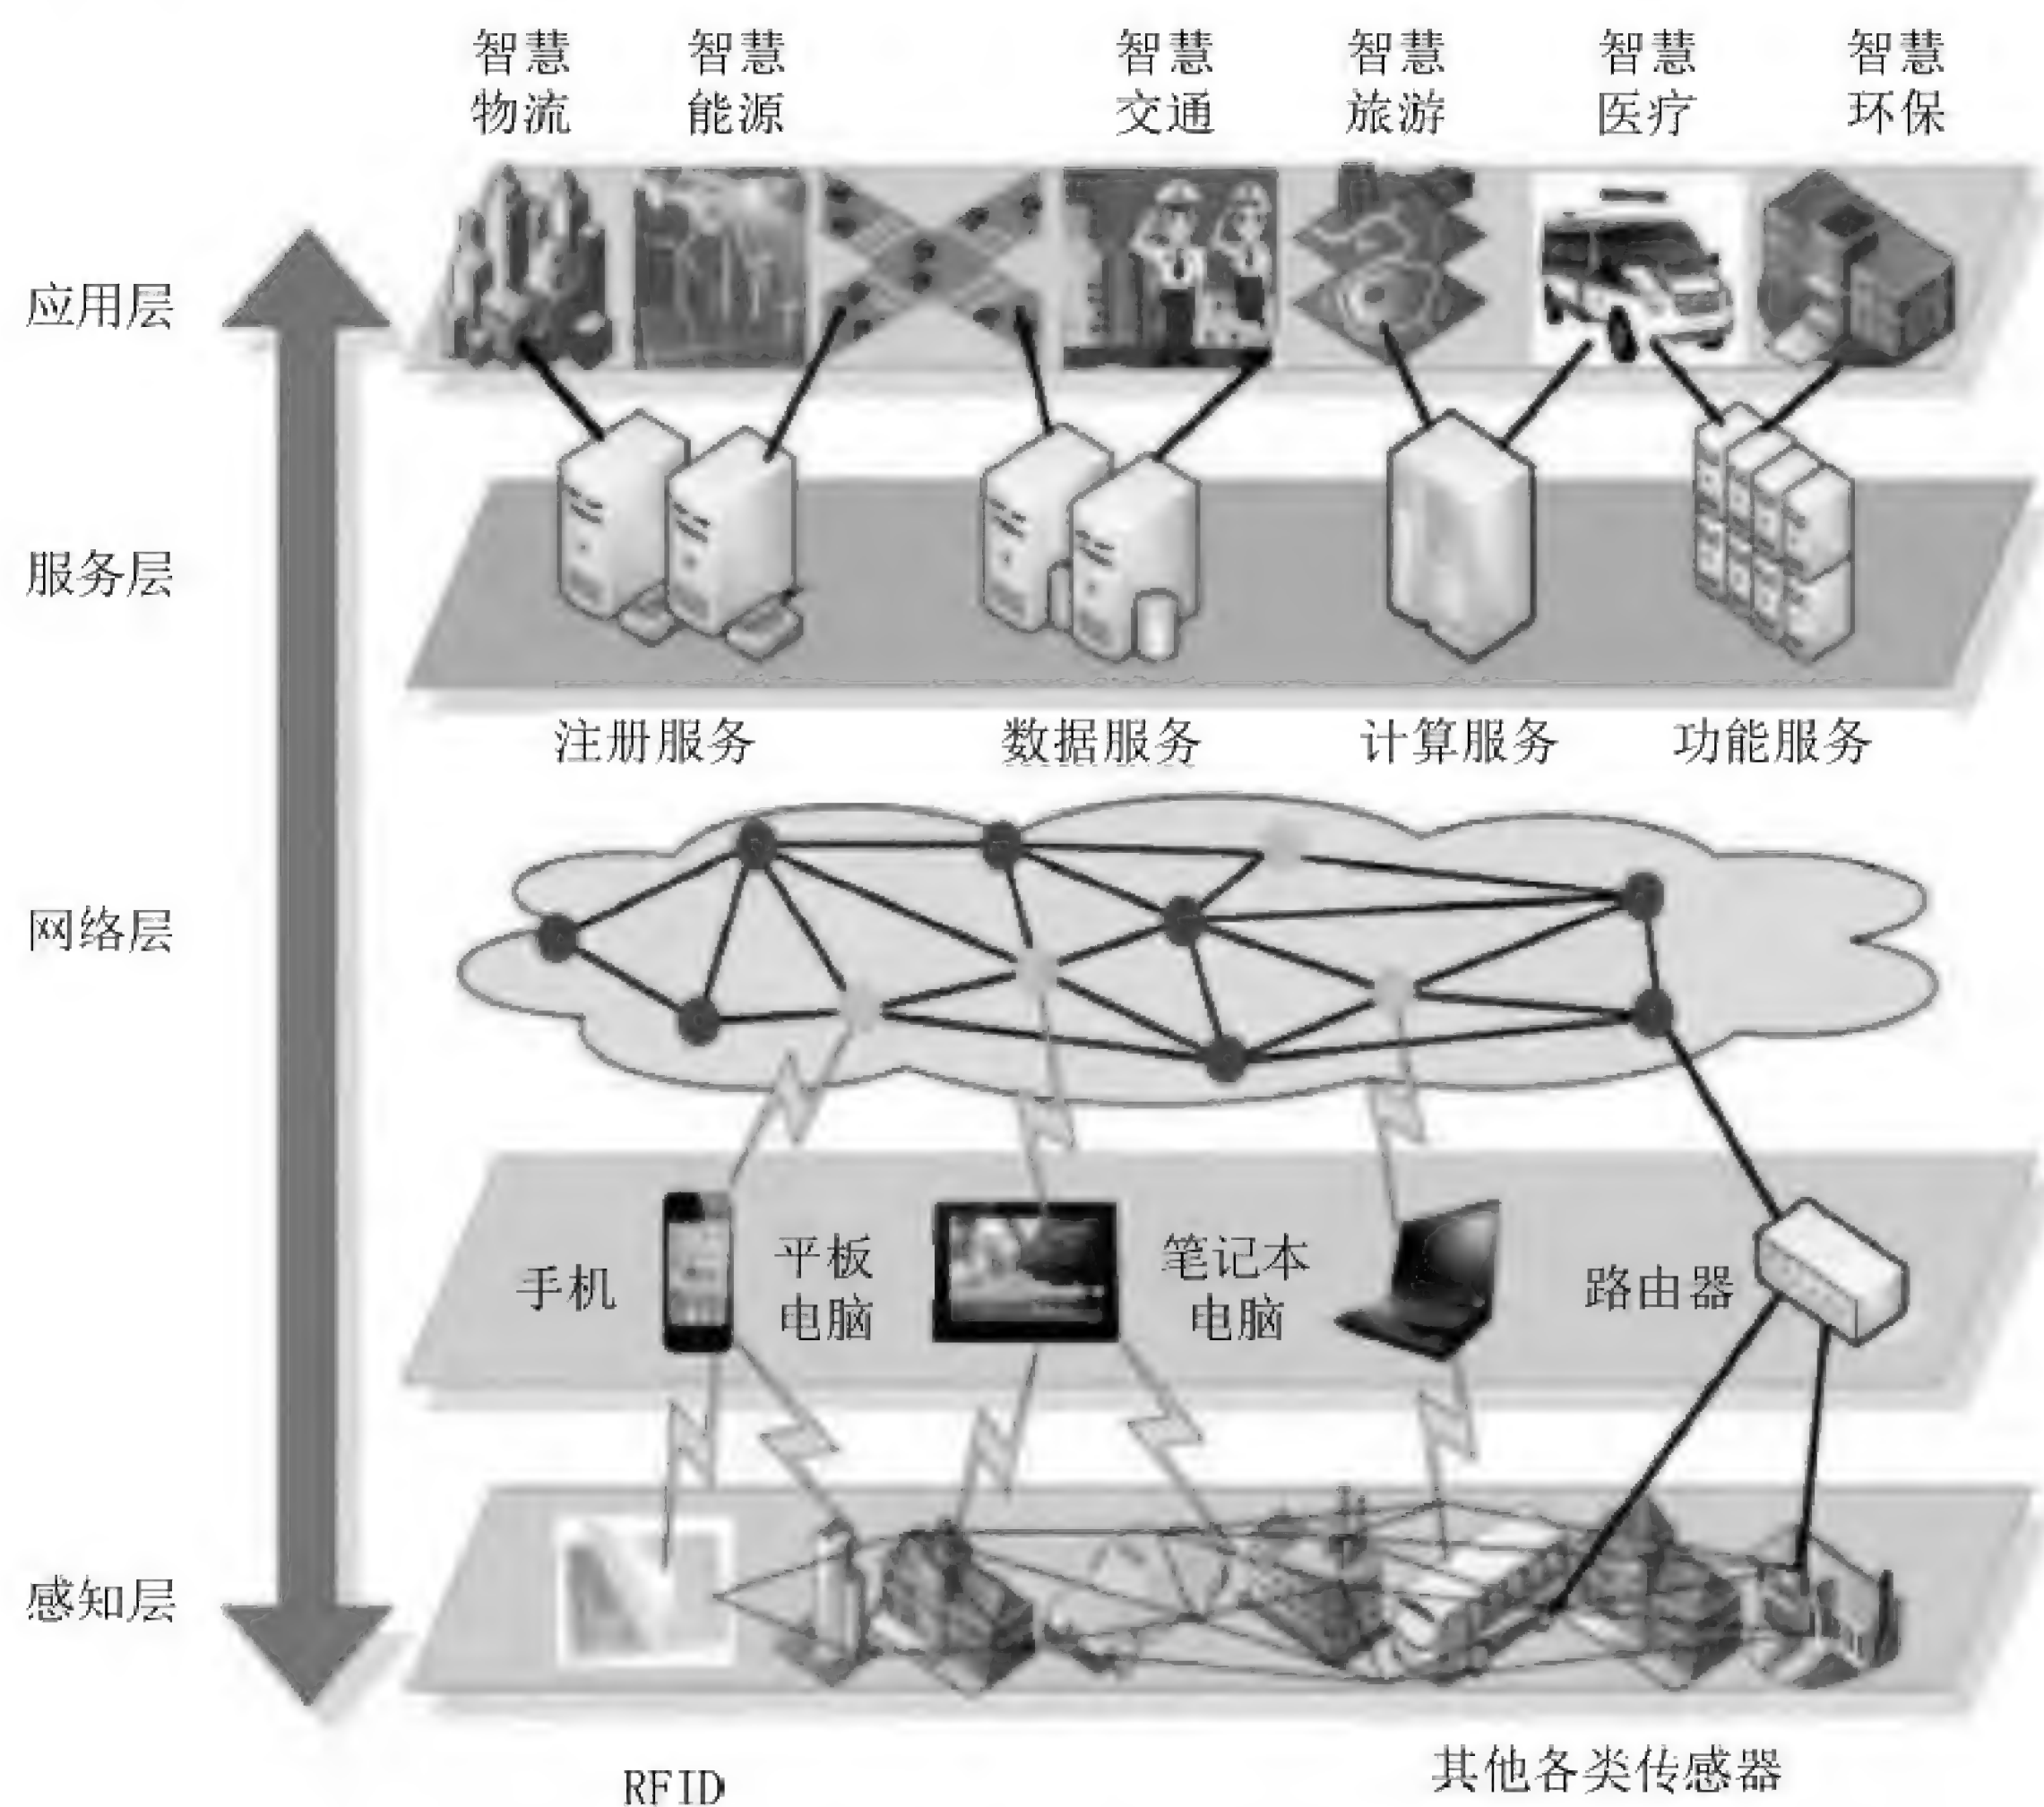 智慧 智慧 智慧 智慧 智慧 智慧
物流 能源 交通 旅游 医疗 环保
应用层
服务层
注册服务 数据服务 计算服务 功能服务
网络层
手机
平板
电脑
笔记本
电脑
路由器
感知层
RFID
其他各类传感器